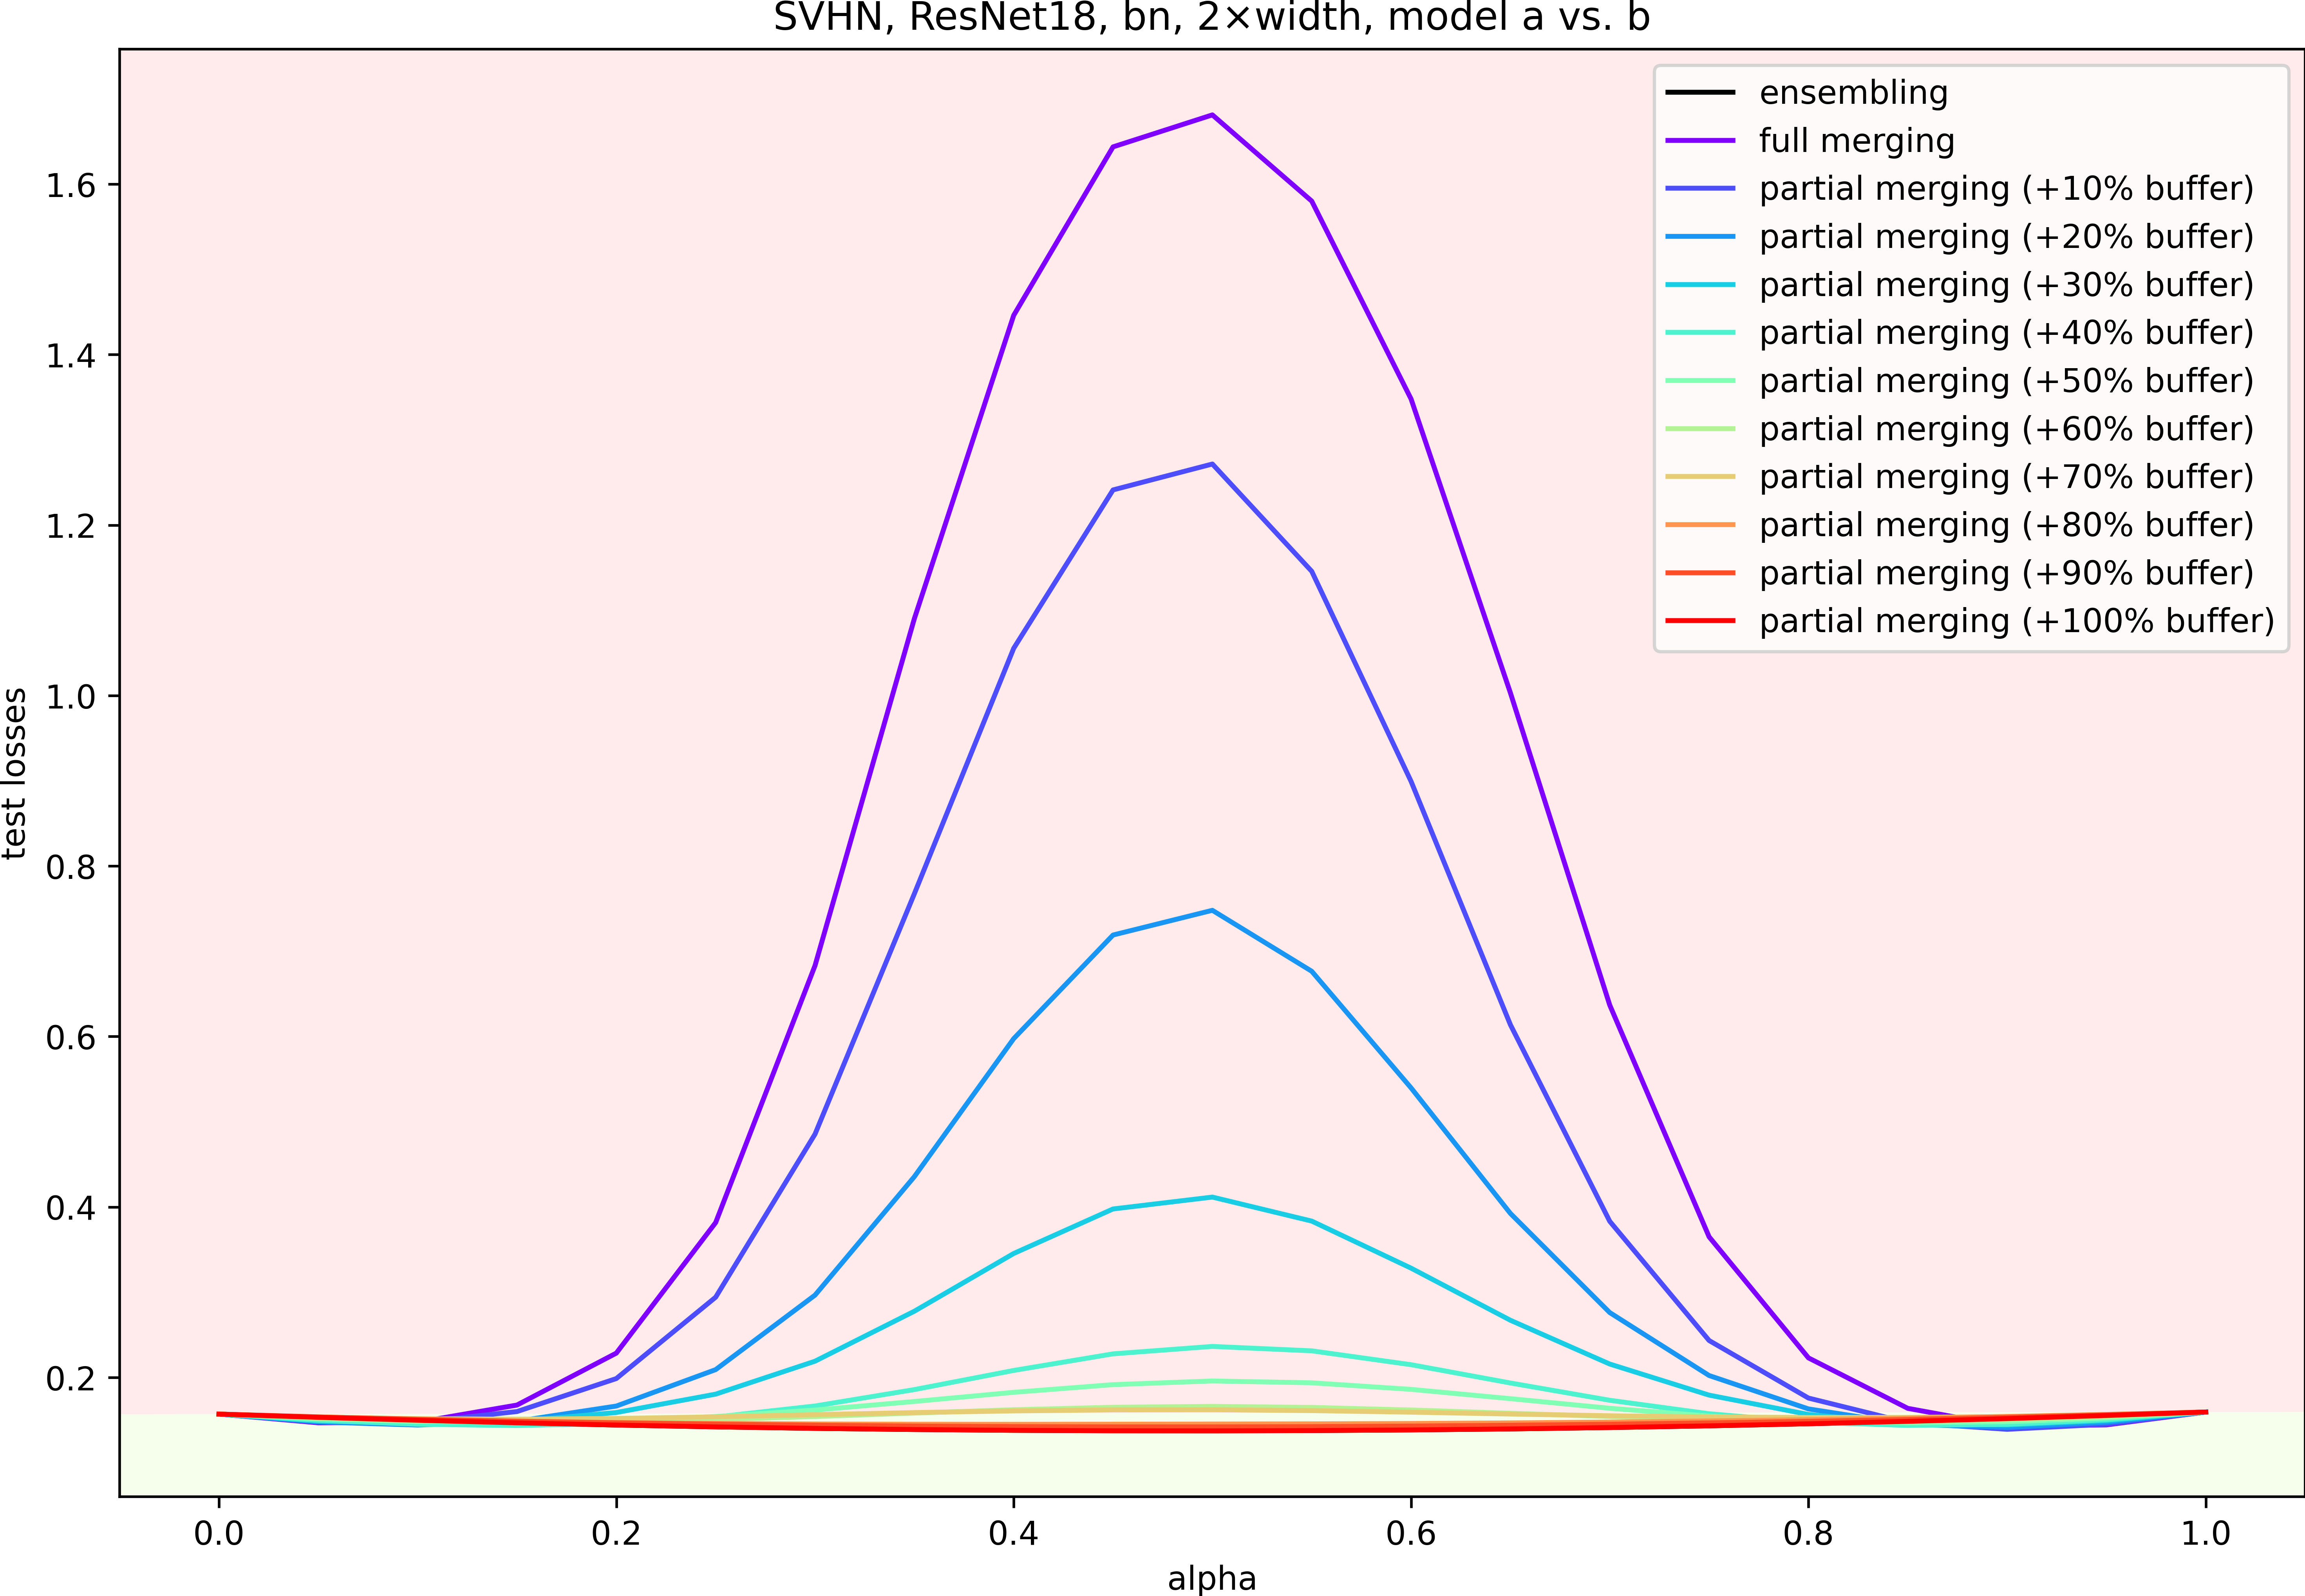 SVHN, ResNet18, bn, 2×width, model a vs. b
ensembling
full merging
partial merging (+10% buffer)
partial merging (+20% buffer)
partial merging (+30% buffer)
partial merging (+40% buffer)
partial merging (+50% buffer)
partial merging (+60% buffer)
partial merging (+70% buffer)
partial merging (+80% buffer)
partial merging (+90% buffer)
partial merging (+100% buffer)
test losses
1.6
1.4
1.2
1.0
0.8
0.6
0.4
0.2
0.0 0.2 0.4 0.6 0.8 1.0
alpha